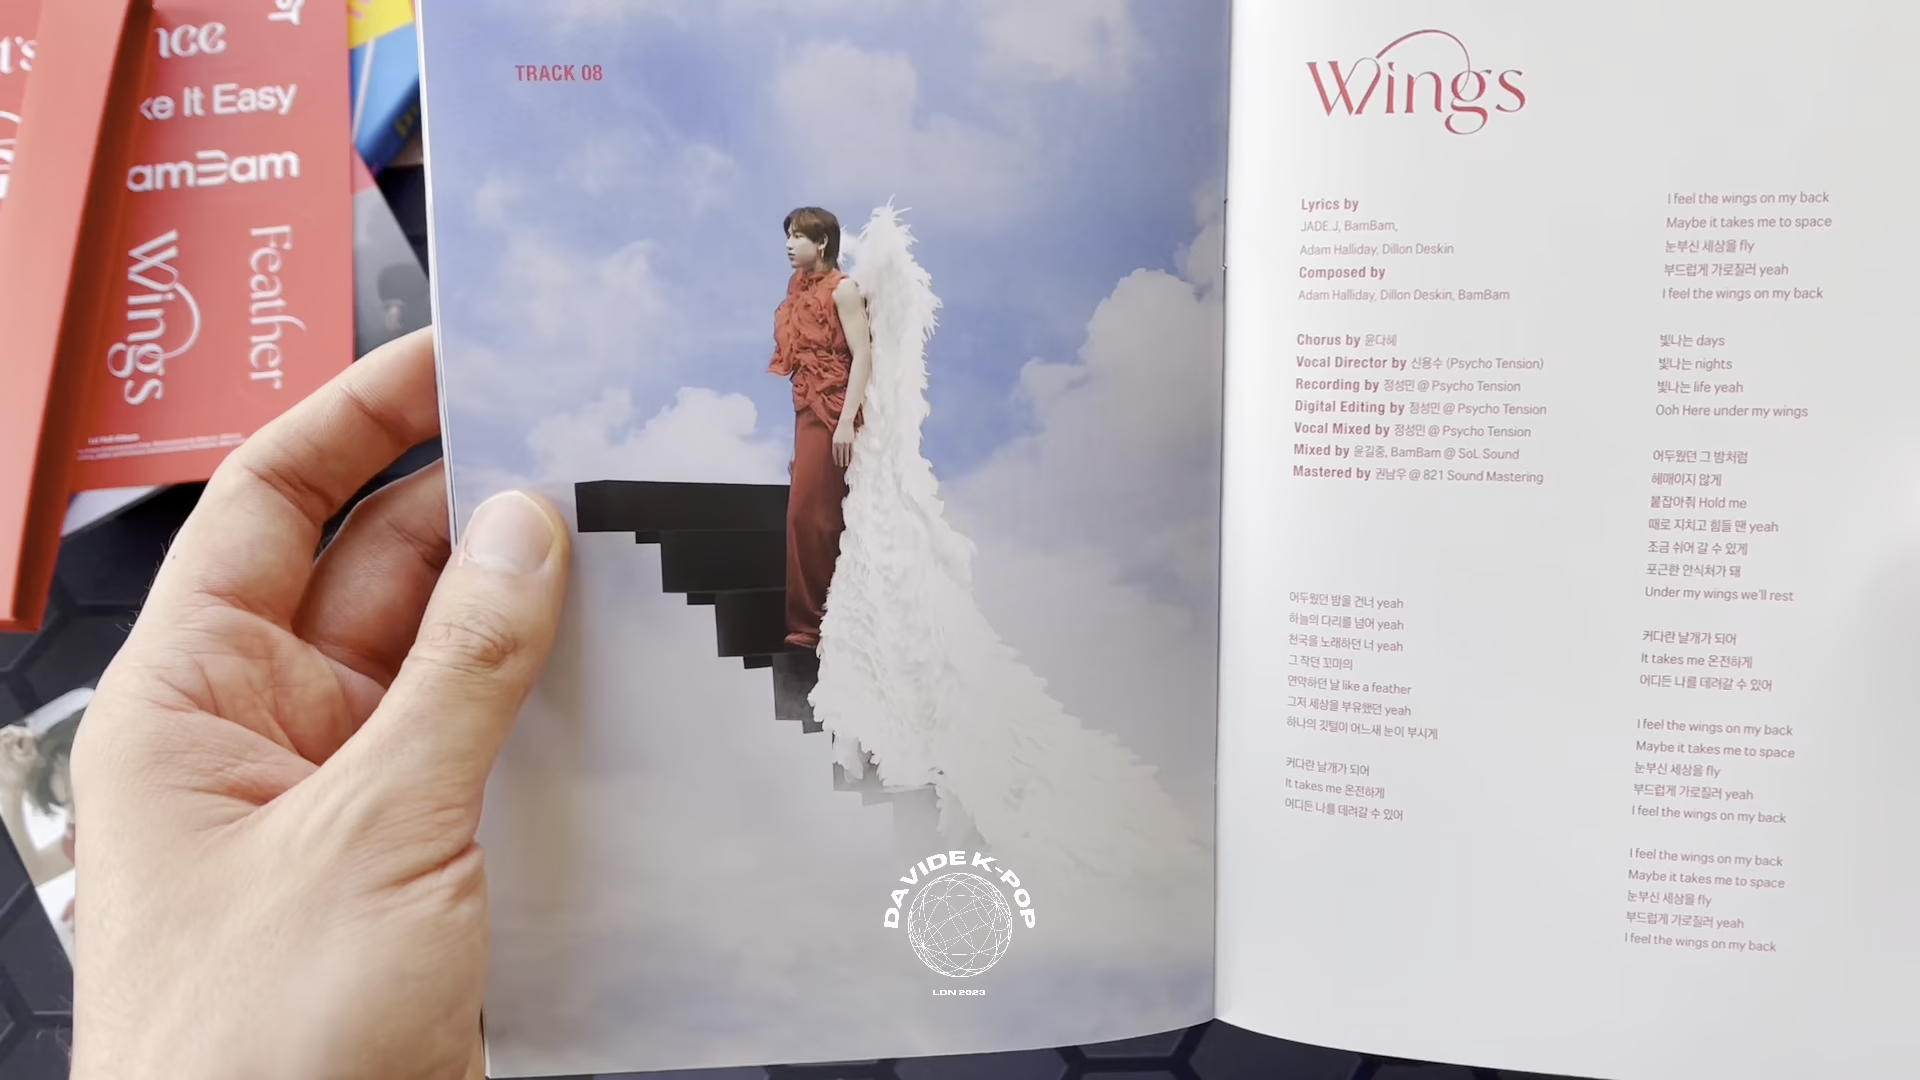 nce
ke It Easy
amBam
Wings
Feather
TRACK 08
DAVIDE K-POP
LDN 2023
Wings
Lyrics by
JADE.J, BamBam,
Adam Halliday, Dillon Deskin
Composed by
Adam Halliday, Dillon Deskin, BamBam
Chorus by 윤다혜
Vocal Director by 신용수 (Psycho Tension)
Recording by 정성민 @ Psycho Tension
Digital Editing by 정성민 @ Psycho Tension
Vocal Mixed by 정성민 @ Psycho Tension
Mixed by 윤길중, BamBam @ SoL Sound
Mastered by 권남우 @ 821 Sound Mastering
어두웠던 밤을 건너 yeah
하늘의 다리를 넘어 yeah
천국을 노래하던 너 yeah
그 작던 꼬마의
연약하던 날 like a feather
그저 세상을 부유했던 yeah
하나의 깃털이 어느새 눈이 부시게
커다란 날개가 되어
It takes me 온전하게
어디든 나를 데려갈 수 있어
I feel the wings on my back
Maybe it takes me to space
눈부신 세상을 fly
부드럽게 가로질러 yeah
I feel the wings on my back
빛나는 days
빛나는 nights
빛나는 life yeah
Ooh Here under my wings
어두웠던 그 밤처럼
헤매이지 않게
붙잡아줘 Hold me
때로 지치고 힘들 땐 yeah
조금 쉬어 갈 수 있게
포근한 안식처가 돼
Under my wings we'll rest
커다란 날개가 되어
It takes me 온전하게
어디든 나를 데려갈 수 있어
I feel the wings on my back
Maybe it takes me to space
눈부신 세상을 fly
부드럽게 가로질러 yeah
I feel the wings on my back
I feel the wings on my back
Maybe it takes me to space
눈부신 세상을 fly
부드럽게 가로질러 yeah
I feel the wings on my back